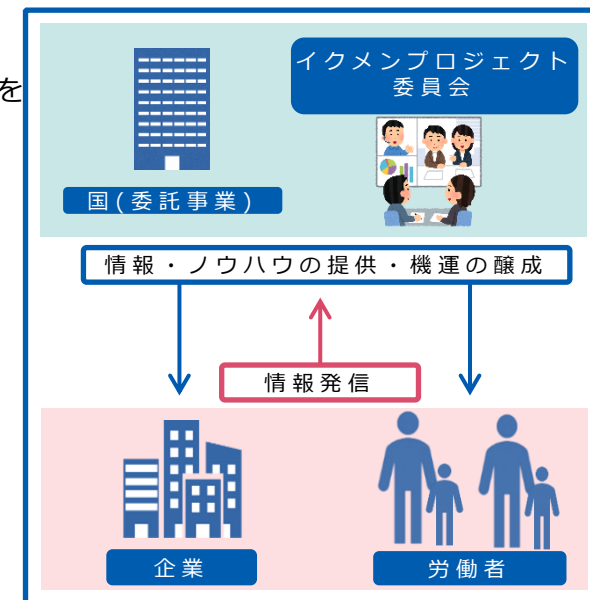 を
イクメンプロジェクト
委員会
国(委託事業)
情報・ノウハウの提供・機運の醸成
情報発信
企業
労働者